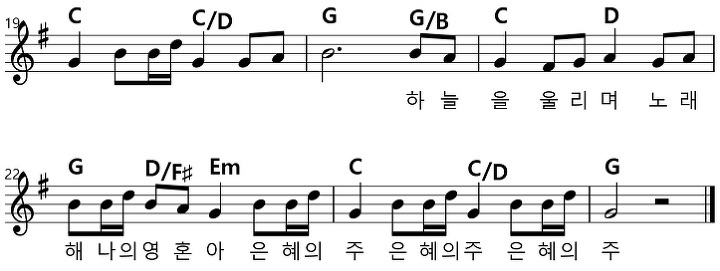 19 C C/D G G/B C D
하 늘 을 울 리 며 노 래
22 G D/F# Em C C/D G
해 나의영 혼 아 은 혜의 주 은 혜의주 은 혜의 주